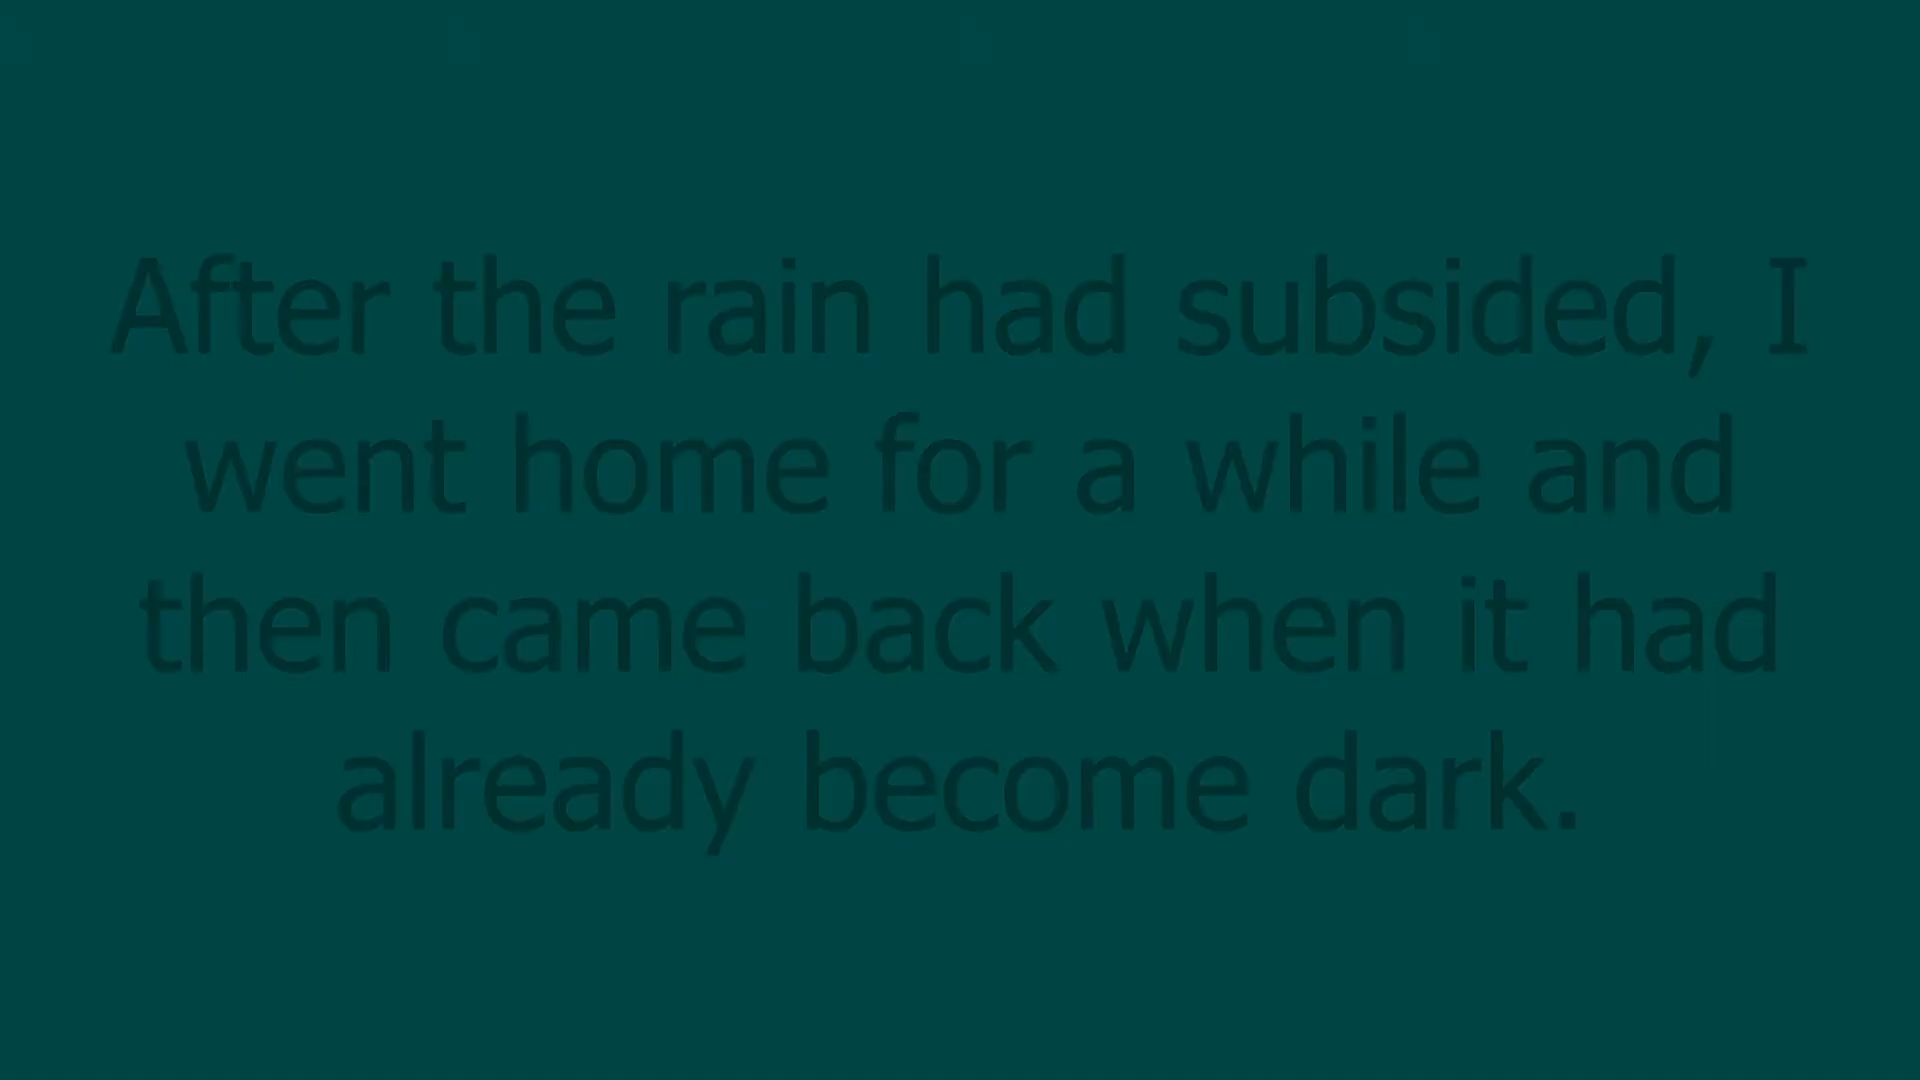 After the rain had subsided, I
went home for a while and
then came back when it had
already become dark.